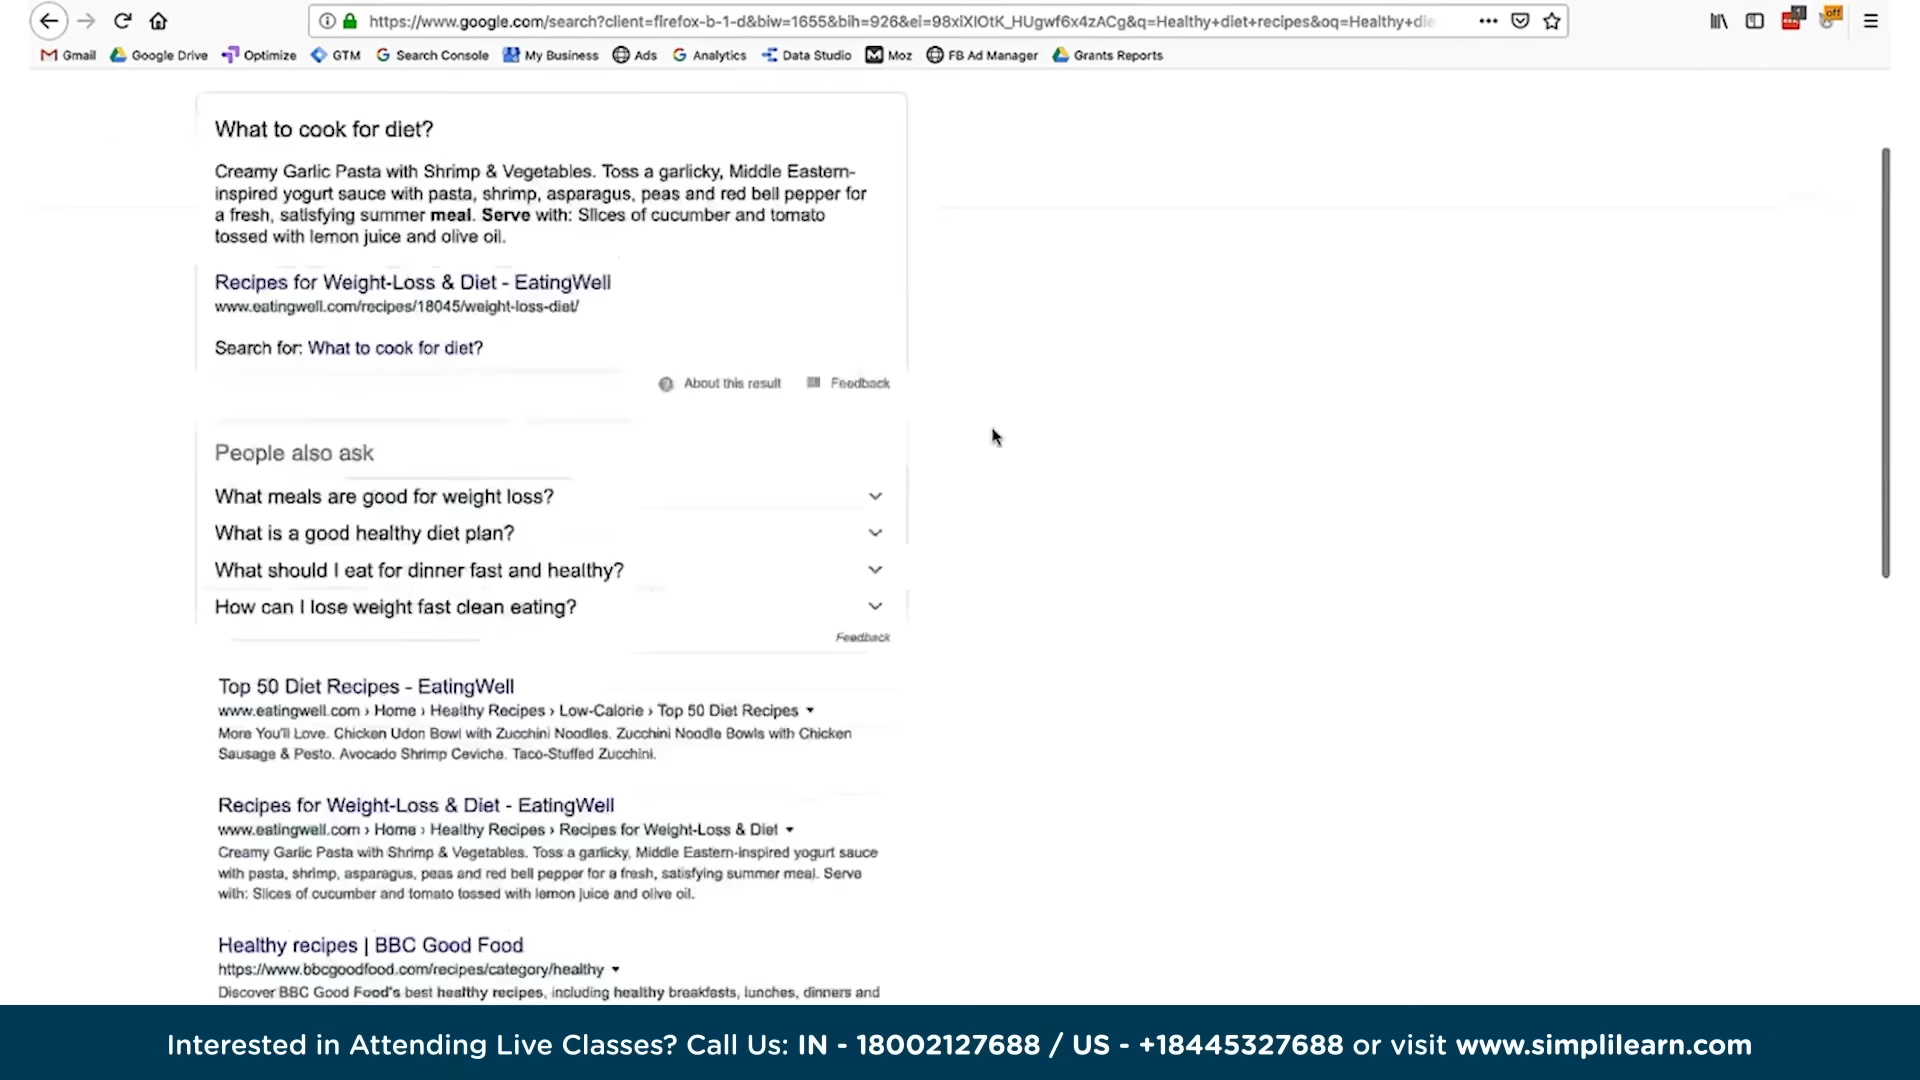 https://www.google.com/search?client=firefox-b-1-d&biw=1655&bih=926&ei=98xiXIOtK_HUgwf6x4zACg&q=Healthy+diet+recipes&oq=Healthy+die
off
Gmail Google Drive Optimize GTM Search Console My Business Ads Analytics Data Studio Moz FB Ad Manager Grants Reports
What to cook for diet?
Creamy Garlic Pasta with Shrimp & Vegetables. Toss a garlicky, Middle Eastern-
inspired yogurt sauce with pasta, shrimp, asparagus, peas and red bell pepper for
a fresh, satisfying summer meal. Serve with: Slices of cucumber and tomato
tossed with lemon juice and olive oil.
Recipes for Weight-Loss & Diet - EatingWell
www.eatingwell.com/recipes/18045/weight-loss-diet/
Search for: What to cook for diet?
About this result Feedback
People also ask
What meals are good for weight loss?
What is a good healthy diet plan?
What should I eat for dinner fast and healthy?
How can I lose weight fast clean eating?
Feedback
Top 50 Diet Recipes - EatingWell
www.eatingwell.com › Home › Healthy Recipes › Low-Calorie › Top 50 Diet Recipes
More You'll Love. Chicken Udon Bowl with Zucchini Noodles. Zucchini Noodle Bowls with Chicken
Sausage & Pesto. Avocado Shrimp Ceviche. Taco-Stuffed Zucchini.
Recipes for Weight-Loss & Diet - EatingWell
www.eatingwell.com › Home › Healthy Recipes › Recipes for Weight-Loss & Diet
Creamy Garlic Pasta with Shrimp & Vegetables. Toss a garlicky, Middle Eastern-inspired yogurt sauce
with pasta, shrimp, asparagus, peas and red bell pepper for a fresh, satisfying summer meal. Serve
with: Slices of cucumber and tomato tossed with lemon juice and olive oil.
Healthy recipes | BBC Good Food
https://www.bbcgoodfood.com/recipes/category/healthy
Discover BBC Good Food's best healthy recipes, including healthy breakfasts, lunches, dinners and
Interested in Attending Live Classes? Call Us: IN - 18002127688 / US - +18445327688 or visit www.simplilearn.com